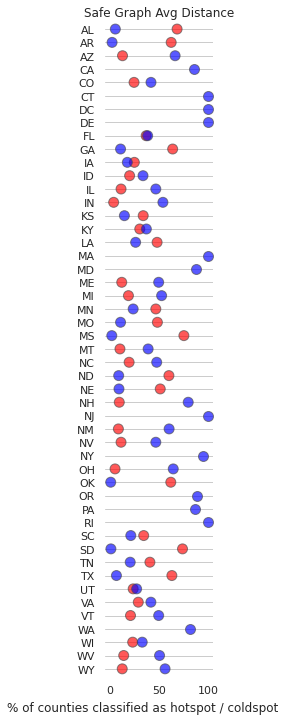 Safe Graph Avg Distance
AL
AR
AZ
CA
CO
CT
DC
DE
FL
GA
IA
ID
IL
IN
KS
KY
LA
MA
MD
ME
MI
MN
MO
MS
MT
NC
ND
NE
NH
NJ
NM
NV
NY
OH
OK
OR
PA
RI
SC
SD
TN
TX
UT
VA
VT
WA
WI
WV
WY
0 50 100
% of counties classified as hotspot / coldspot